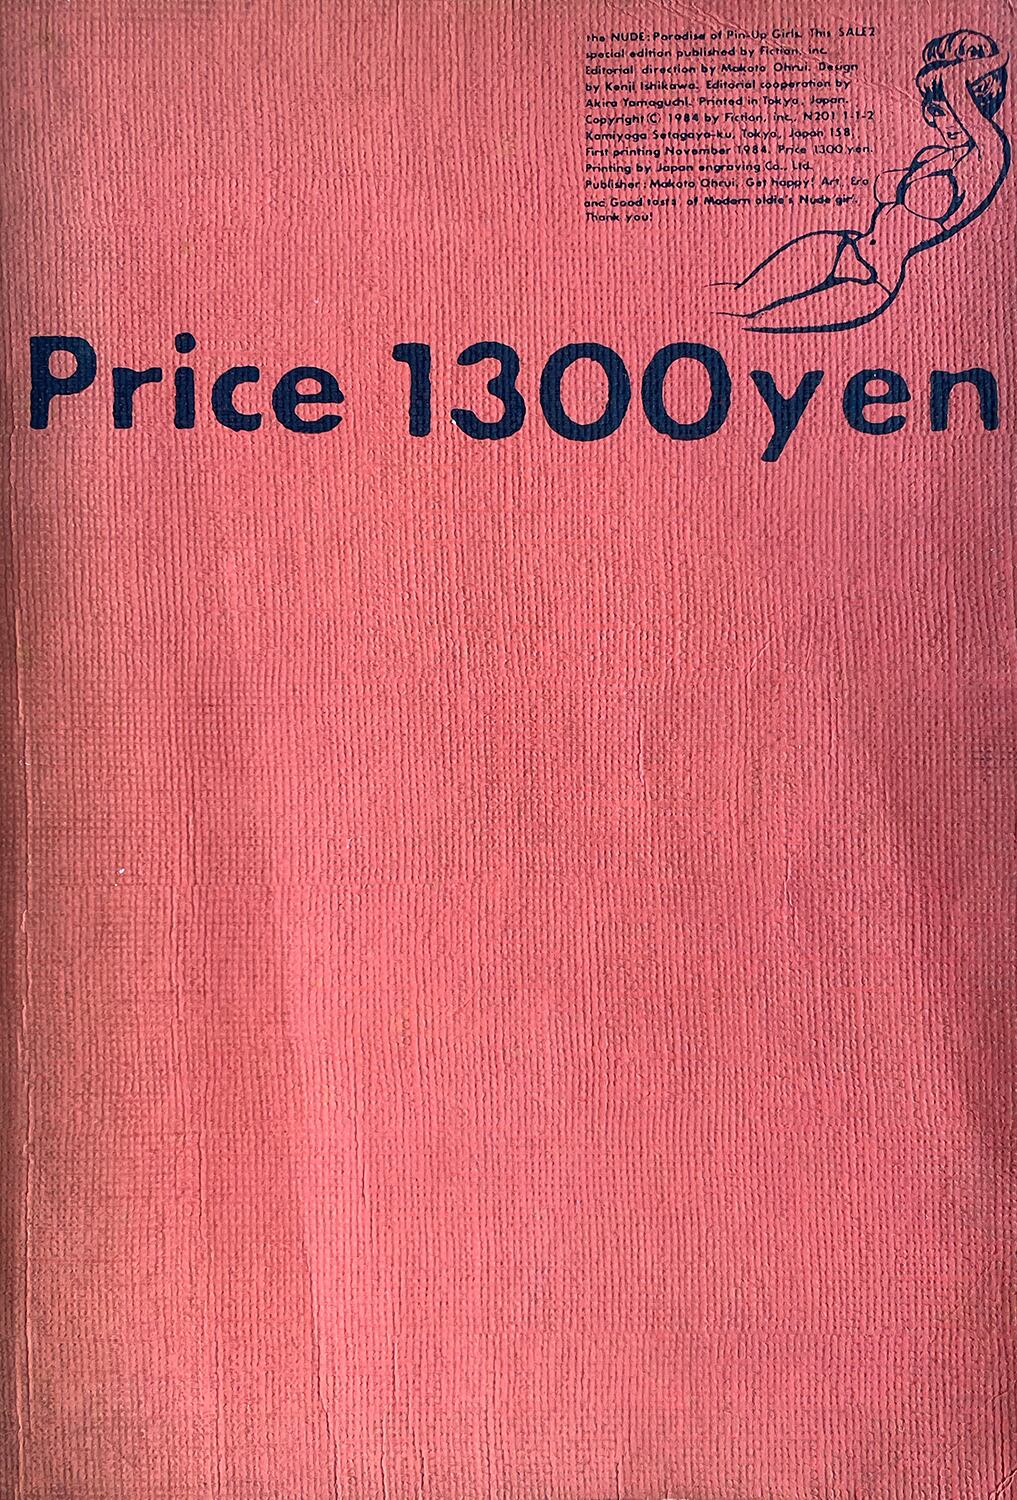 the NUDE: Paradise of Pin-Up Girls. This SALE2
special edition published by Fiction, inc.
Editorial direction by Makoto Ohrui. Design
by Kenji Ishikawa. Editorial cooperation by
Akira Yamaguchi. Printed in Tokyo, Japan.
Copyright (C) 1984 by Fiction, inc., N201 1-1-2
Kamiyoga Setagaya-ku, Tokyo, Japan 158.
First printing November 1984. Price 1300 yen.
Printing by Japan engraving Co., Ltd.
Publisher: Makoto Ohrui. Get happy! Art, Ero
and Good tasts of Modern oldie's Nude girl.
Thank you!
Price 1300yen